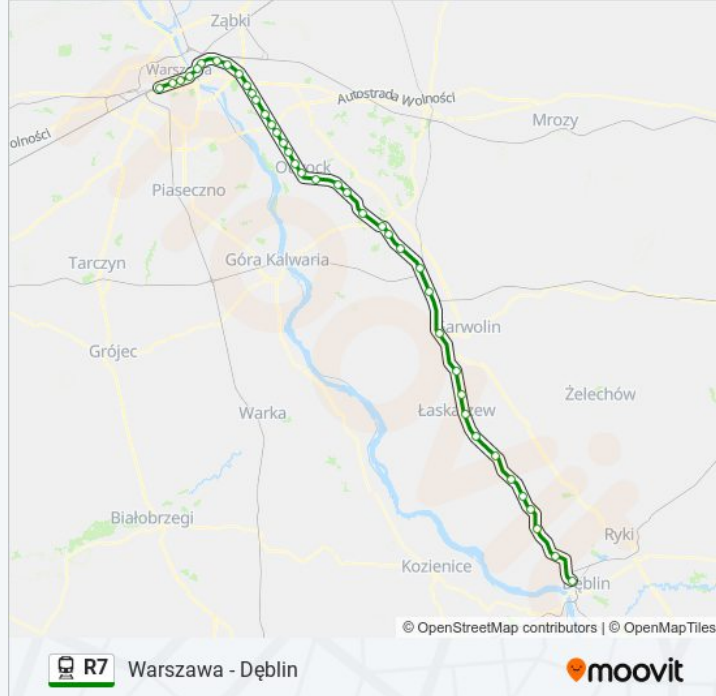 Ząbki
Warszawa
Autostrada Wolności
olności
Mrozy
Otwock
Piaseczno
Góra Kalwaria
Tarczyn
Garwolin
Grójec
Żelechów
Łaskarzew
Warka
Białobrzegi
Ryki
Kozienice
Dęblin
© OpenStreetMap contributors | © OpenMapTiles
R7 Warszawa - Dęblin
moovit